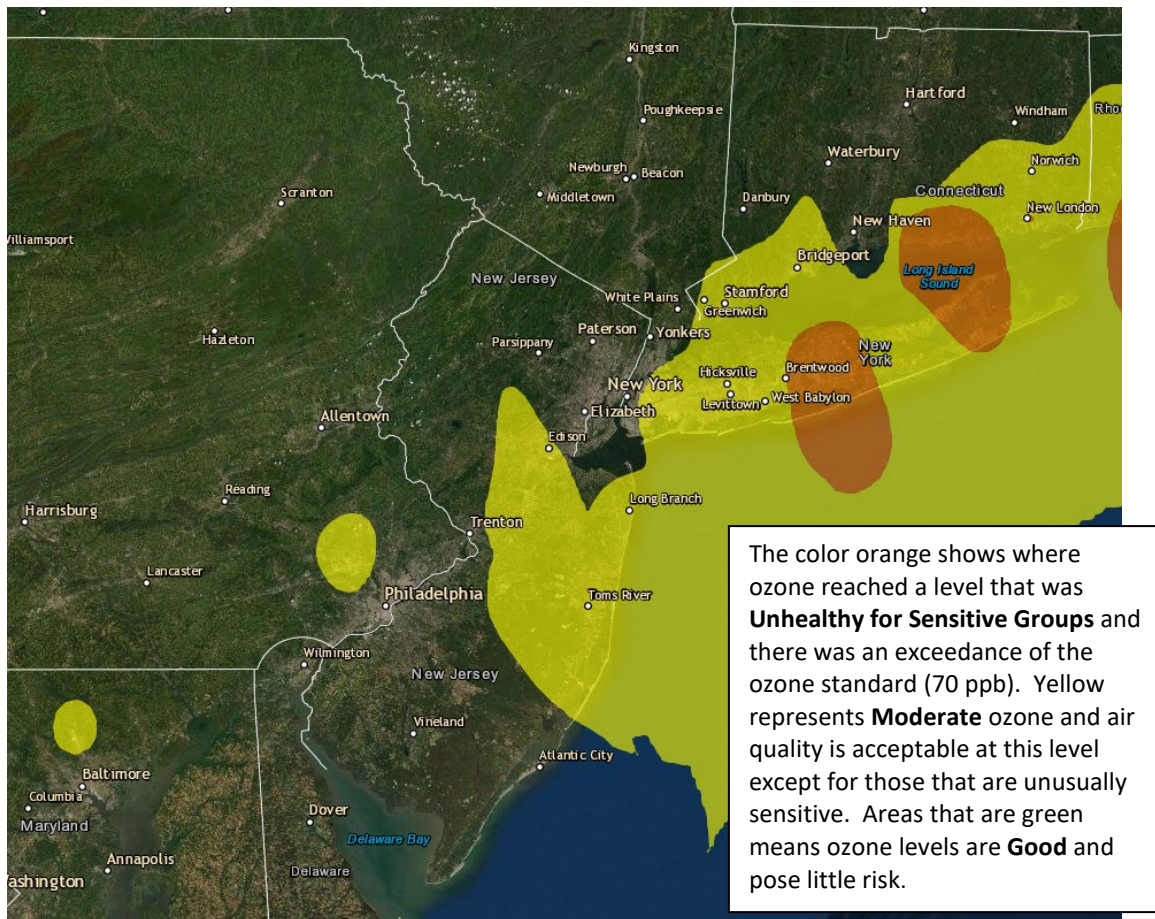 Kingston
Hartford
Windham
Rho
Poughkeepsie
Waterbury
Norwich
Newburgh
Beacon
Connecticut
Scranton
Middletown
Danbury
New London
New Haven
Williamsport
Bridgeport
Long Island
Sound
New Jersey
White Plains
Stamford
Greenwich
Hazleton
Paterson
Yonkers
Parsippany
New
York
Hicksville
Brentwood
New York
Levittown
West Babylon
Allentown
Elizabeth
Edison
Reading
Long Branch
Harrisburg
Trenton
Lancaster
Philadelphia
Toms River
Wilmington
New Jersey
Vineland
Atlantic City
Baltimore
Columbia
Dover
Maryland
Delaware Bay
Annapolis
Delaware
Washington
The color orange shows where
ozone reached a level that was
Unhealthy for Sensitive Groups and
there was an exceedance of the
ozone standard (70 ppb).  Yellow
represents Moderate ozone and air
quality is acceptable at this level
except for those that are unusually
sensitive.  Areas that are green
means ozone levels are Good and
pose little risk.